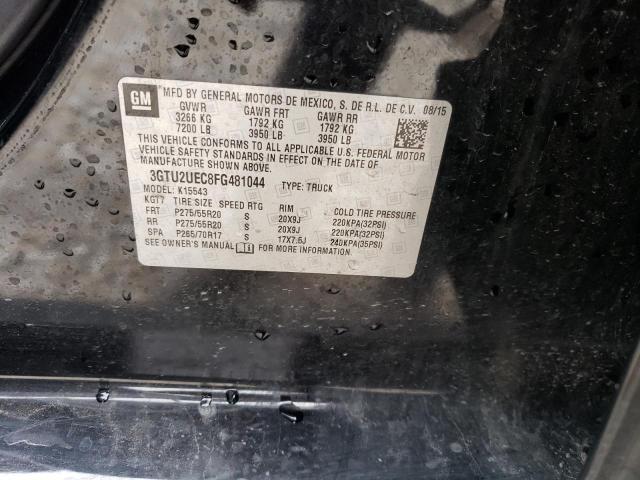 GM
MFD BY GENERAL MOTORS DE MEXICO, S. DE R.L. DE C.V. 08/15
GVWR GAWR FRT GAWR RR
3266 KG 1792 KG 1792 KG
7200 LB 3950 LB 3950 LB
THIS VEHICLE CONFORMS TO ALL APPLICABLE U.S. FEDERAL MOTOR
VEHICLE SAFETY STANDARDS IN EFFECT ON THE DATE OF
MANUFACTURE SHOWN ABOVE.
3GTU2UEC8FG481044 TYPE: TRUCK
MODEL: K15543
KGT7 TIRE SIZE SPEED RTG RIM COLD TIRE PRESSURE
FRT P275/55R20 S 20X9J 220KPA(32PSI)
RR P275/55R20 S 20X9J 220KPA(32PSI)
SPA P265/70R17 S 17X7.5J 240KPA(35PSI)
SEE OWNER'S MANUAL FOR MORE INFORMATION.